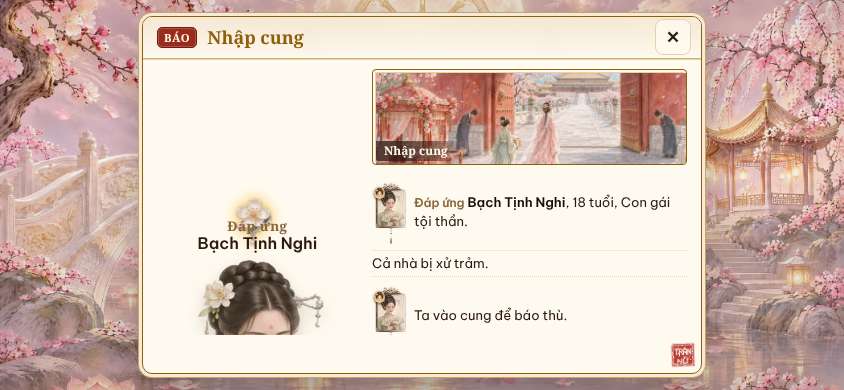 BÁO Nhập cung
✕
Nhập cung
Đáp ứng
Bạch Tịnh Nghi
Đáp ứng Bạch Tịnh Nghi, 18 tuổi, Con gái
tội thần.
Cả nhà bị xử trảm.
Ta vào cung để báo thù.